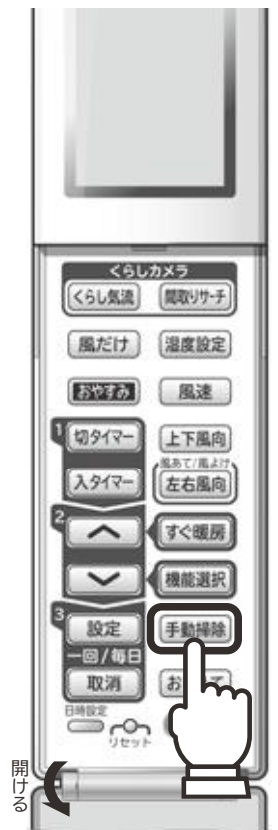 くらしカメラ
くらし気流 間取りサーチ
風だけ 湿度設定
おやすみ 風速
1 切タイマー 上下風向
風あて/風よけ
入タイマー 左右風向
2 すぐ暖房
機能選択
3 設定 手動掃除
一回/毎日
取消 お
日時設定
リセット
開ける